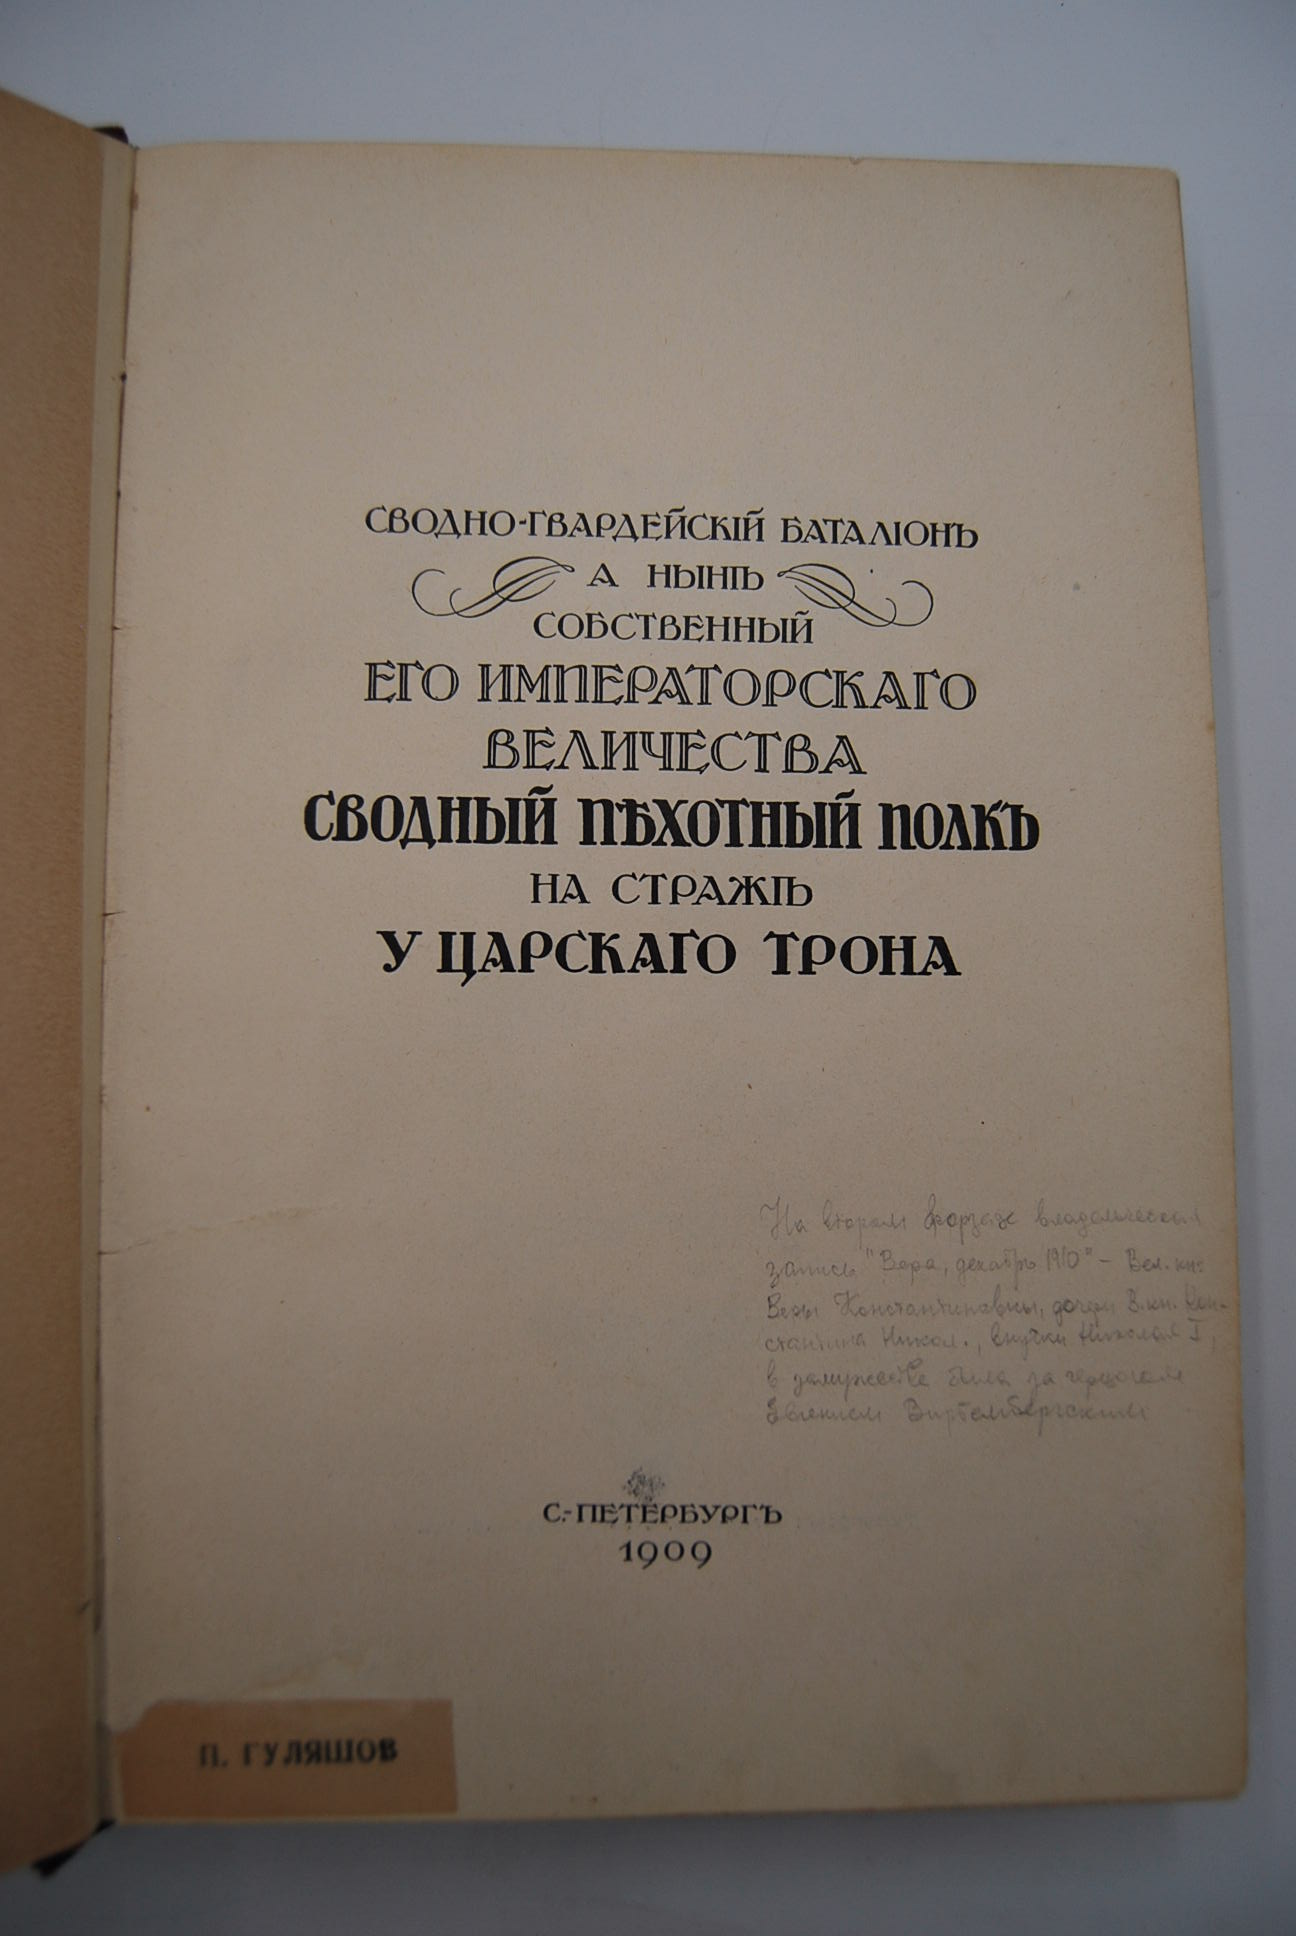 СВОДНО-ГВАРДЕЙСКІЙ БАТАЛІОНЪ
А НЫНѢ
СОБСТВЕННЫЙ
ЕГО ИМПЕРАТОРСКАГО
ВЕЛИЧЕСТВА
СВОДНЫЙ ПѢХОТНЫЙ ПОЛКЪ
НА СТРАЖѢ
У ЦАРСКАГО ТРОНА
На втором форзаце владельческая
запись "Вера, декабрь 1910" – Вел. кн.
Веры Константиновны, дочери В. кн. Кон-
стантина Никол., внучки Николая I,
в замужестве была за герцогом
Евгением Виртембергским
С.-ПЕТЕРБУРГЪ
1909
П. ГУЛЯШОВ